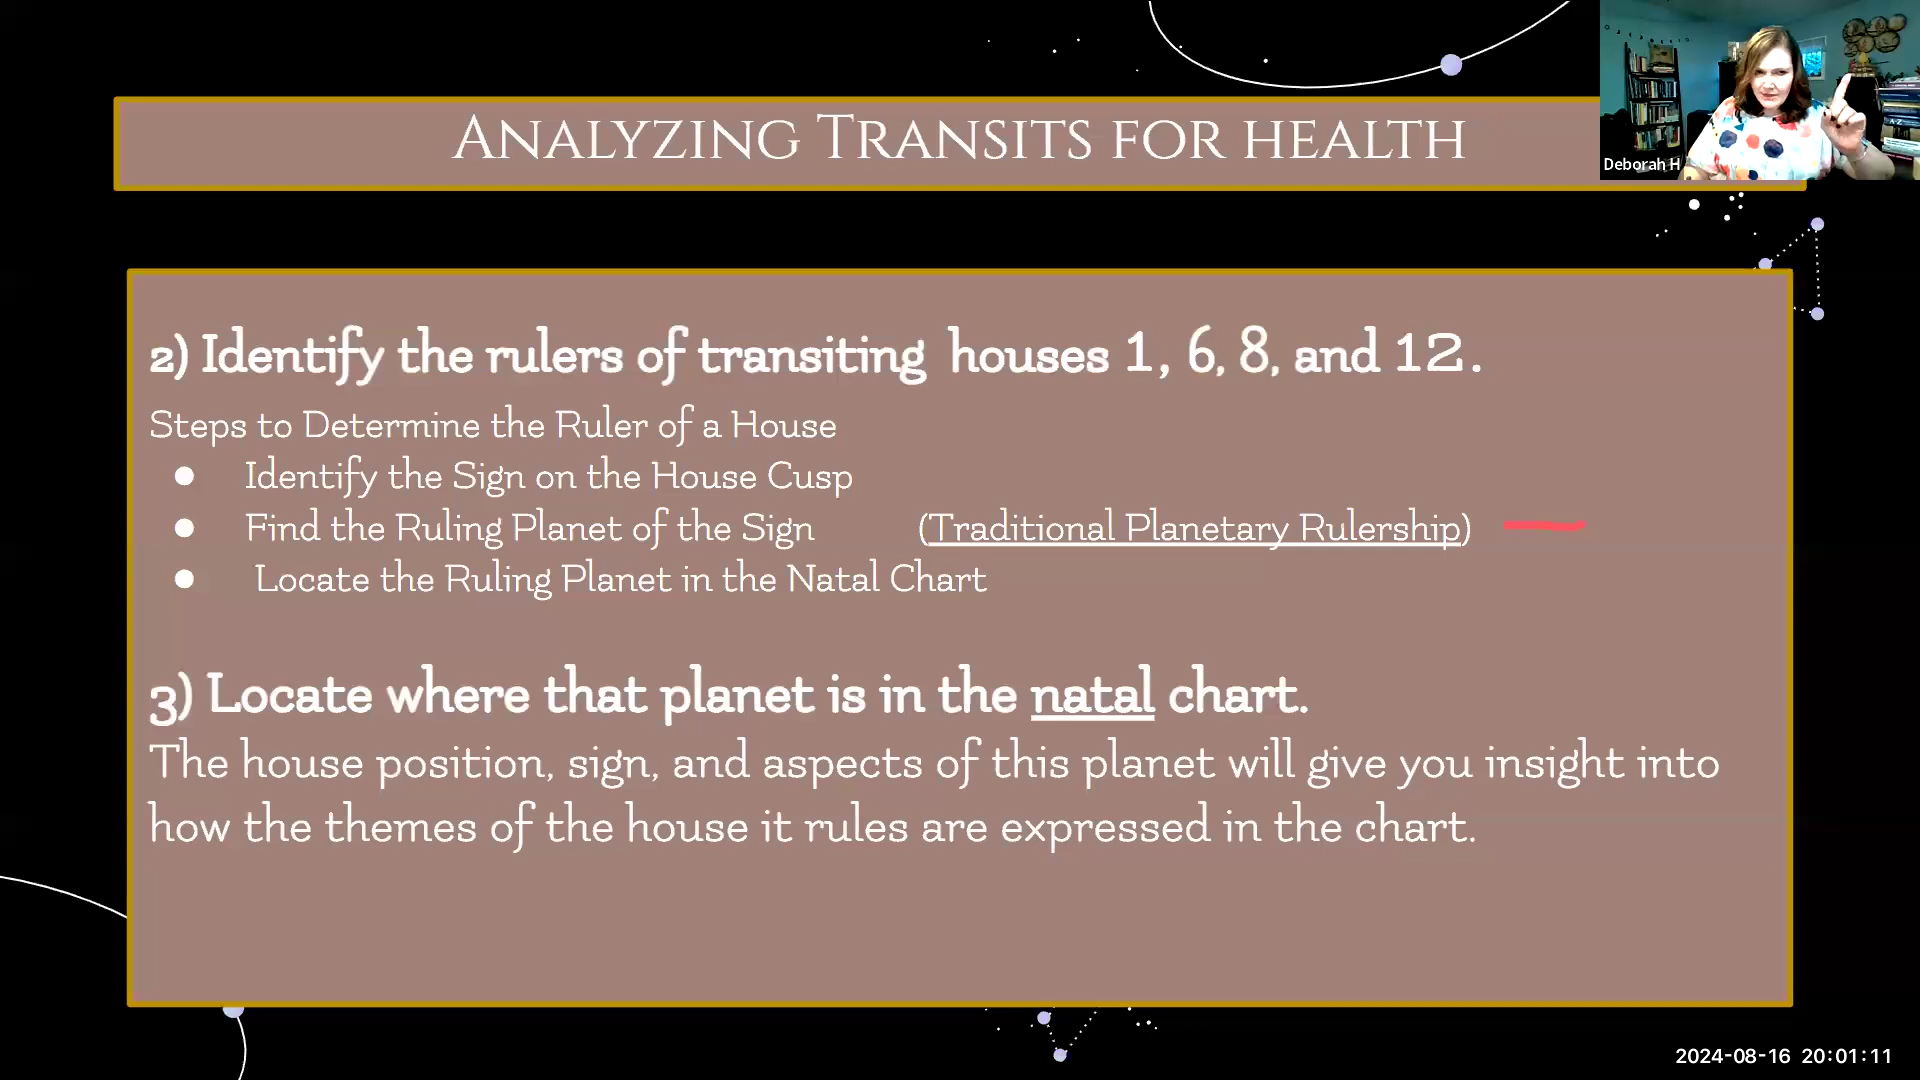 Analyzing Transits for health
Deborah H
2) Identify the rulers of transiting houses 1, 6, 8, and 12.
Steps to Determine the Ruler of a House
● Identify the Sign on the House Cusp
● Find the Ruling Planet of the Sign (Traditional Planetary Rulership)
● Locate the Ruling Planet in the Natal Chart
3) Locate where that planet is in the natal chart.
The house position, sign, and aspects of this planet will give you insight into
how the themes of the house it rules are expressed in the chart.
2024-08-16 20:01:11